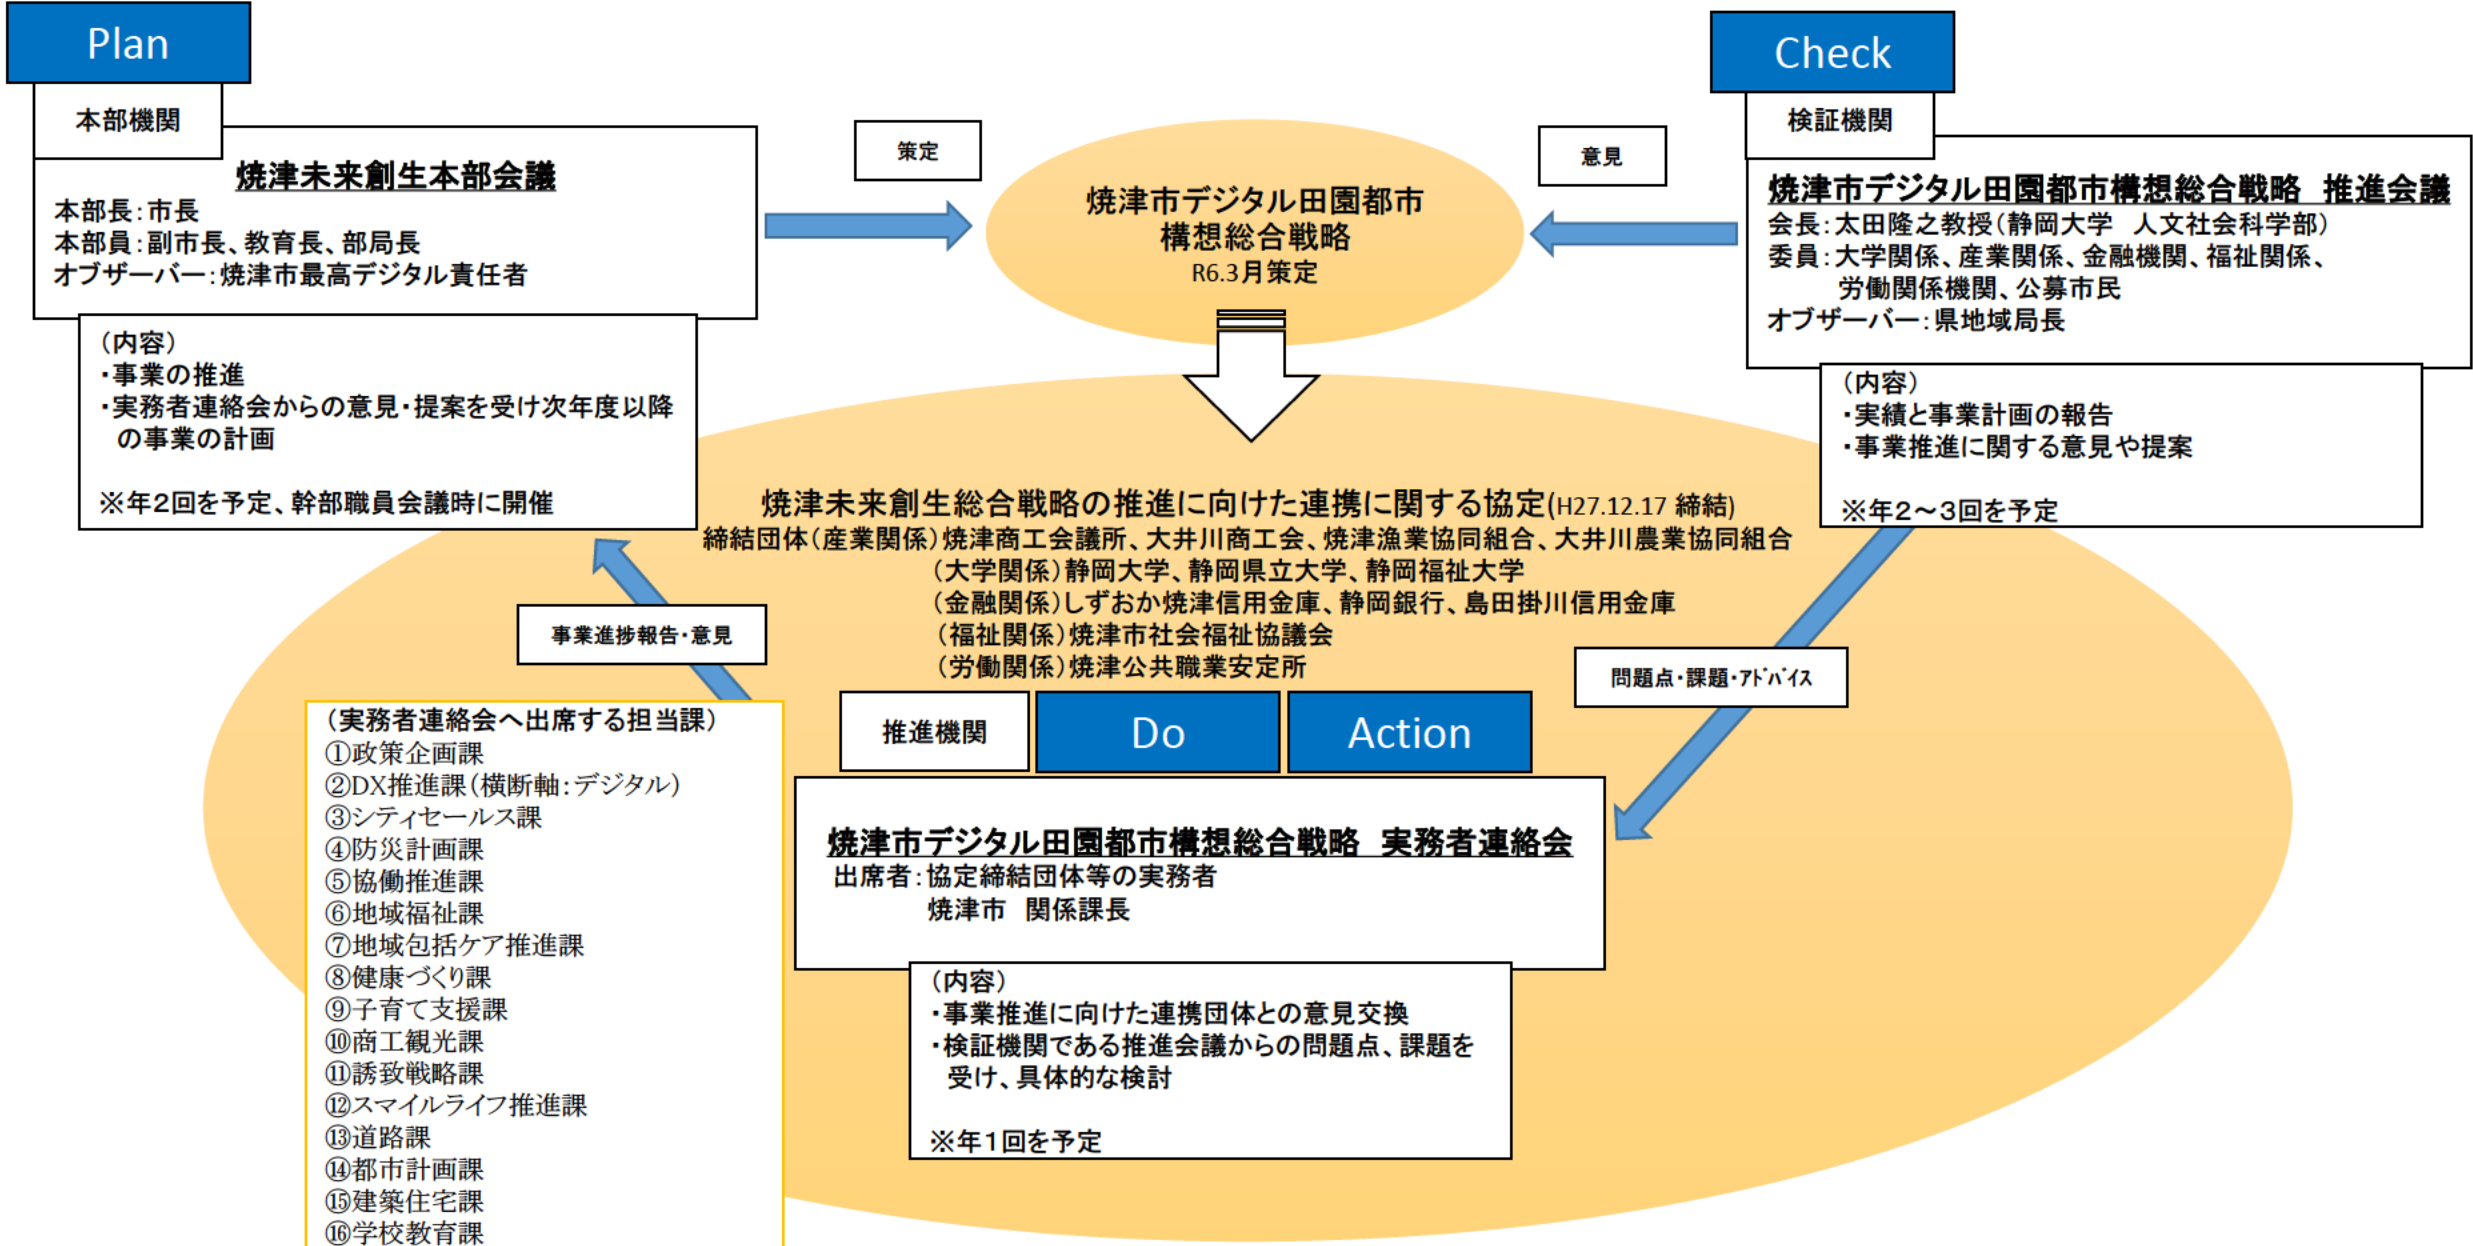 Plan
本部機関
焼津未来創生本部会議
本部長：市長
本部員：副市長、教育長、部局長
オブザーバー：焼津市最高デジタル責任者
（内容）
・事業の推進
・実務者連絡会からの意見・提案を受け次年度以降
の事業の計画
※年2回を予定、幹部職員会議時に開催
策定
焼津市デジタル田園都市
構想総合戦略
R6.3月策定
意見
Check
検証機関
焼津市デジタル田園都市構想総合戦略　推進会議
会長：太田隆之教授（静岡大学　人文社会科学部）
委員：大学関係、産業関係、金融機関、福祉関係、
労働関係機関、公募市民
オブザーバー：県地域局長
（内容）
・実績と事業計画の報告
・事業推進に関する意見や提案
※年2～3回を予定
焼津未来創生総合戦略の推進に向けた連携に関する協定(H27.12.17 締結)
締結団体（産業関係）焼津商工会議所、大井川商工会、焼津漁業協同組合、大井川農業協同組合
（大学関係）静岡大学、静岡県立大学、静岡福祉大学
（金融関係）しずおか焼津信用金庫、静岡銀行、島田掛川信用金庫
（福祉関係）焼津市社会福祉協議会
（労働関係）焼津公共職業安定所
事業進捗報告・意見
問題点・課題・ｱﾄﾞﾊﾞｲｽ
（実務者連絡会へ出席する担当課）
①政策企画課
②DX推進課（横断軸：デジタル）
③シティセールス課
④防災計画課
⑤協働推進課
⑥地域福祉課
⑦地域包括ケア推進課
⑧健康づくり課
⑨子育て支援課
⑩商工観光課
⑪誘致戦略課
⑫スマイルライフ推進課
⑬道路課
⑭都市計画課
⑮建築住宅課
⑯学校教育課
推進機関
Do
Action
焼津市デジタル田園都市構想総合戦略　実務者連絡会
出席者：協定締結団体等の実務者
焼津市　関係課長
（内容）
・事業推進に向けた連携団体との意見交換
・検証機関である推進会議からの問題点、課題を
受け、具体的な検討
※年1回を予定